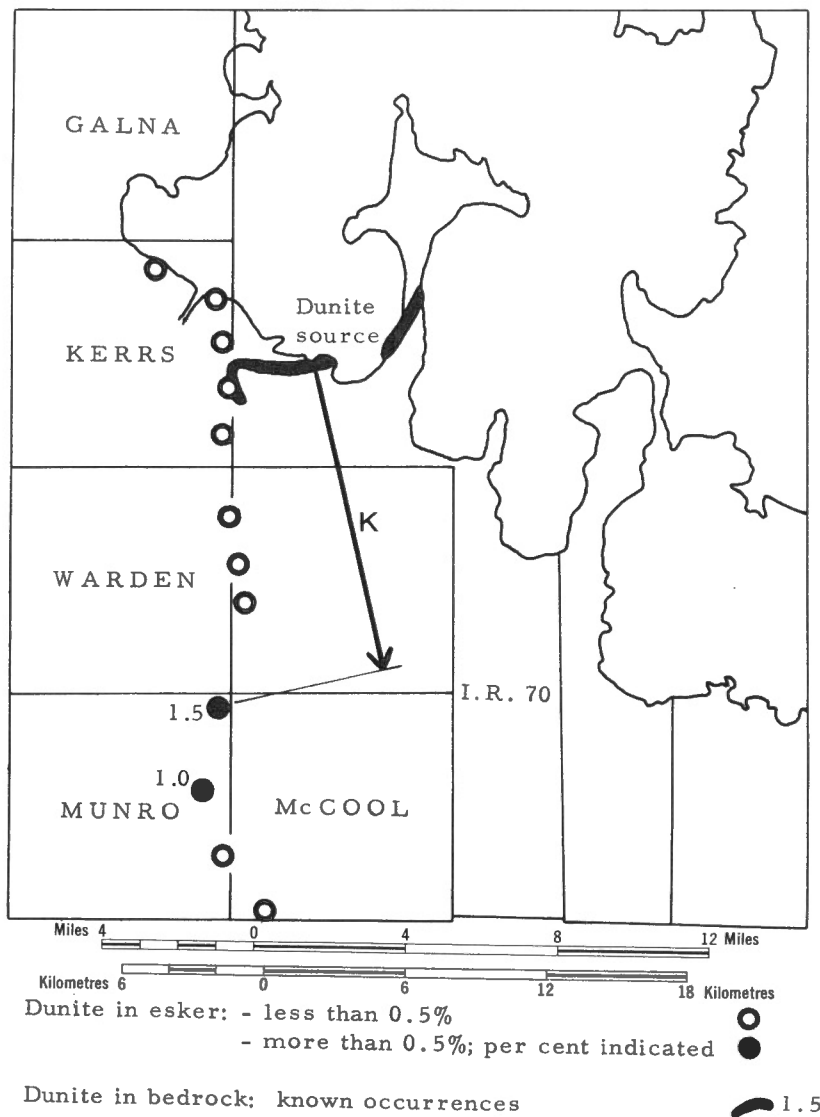 GALNA
Dunite
source
KERRS
K
WARDEN
I.R. 70
1.5
1.0
MUNRO
McCOOL
Miles 4 0 4 8 12 Miles
Kilometres 6 0 6 12 18 Kilometres
Dunite in esker: - less than 0.5%
- more than 0.5%; per cent indicated
Dunite in bedrock; known occurrences 1.5